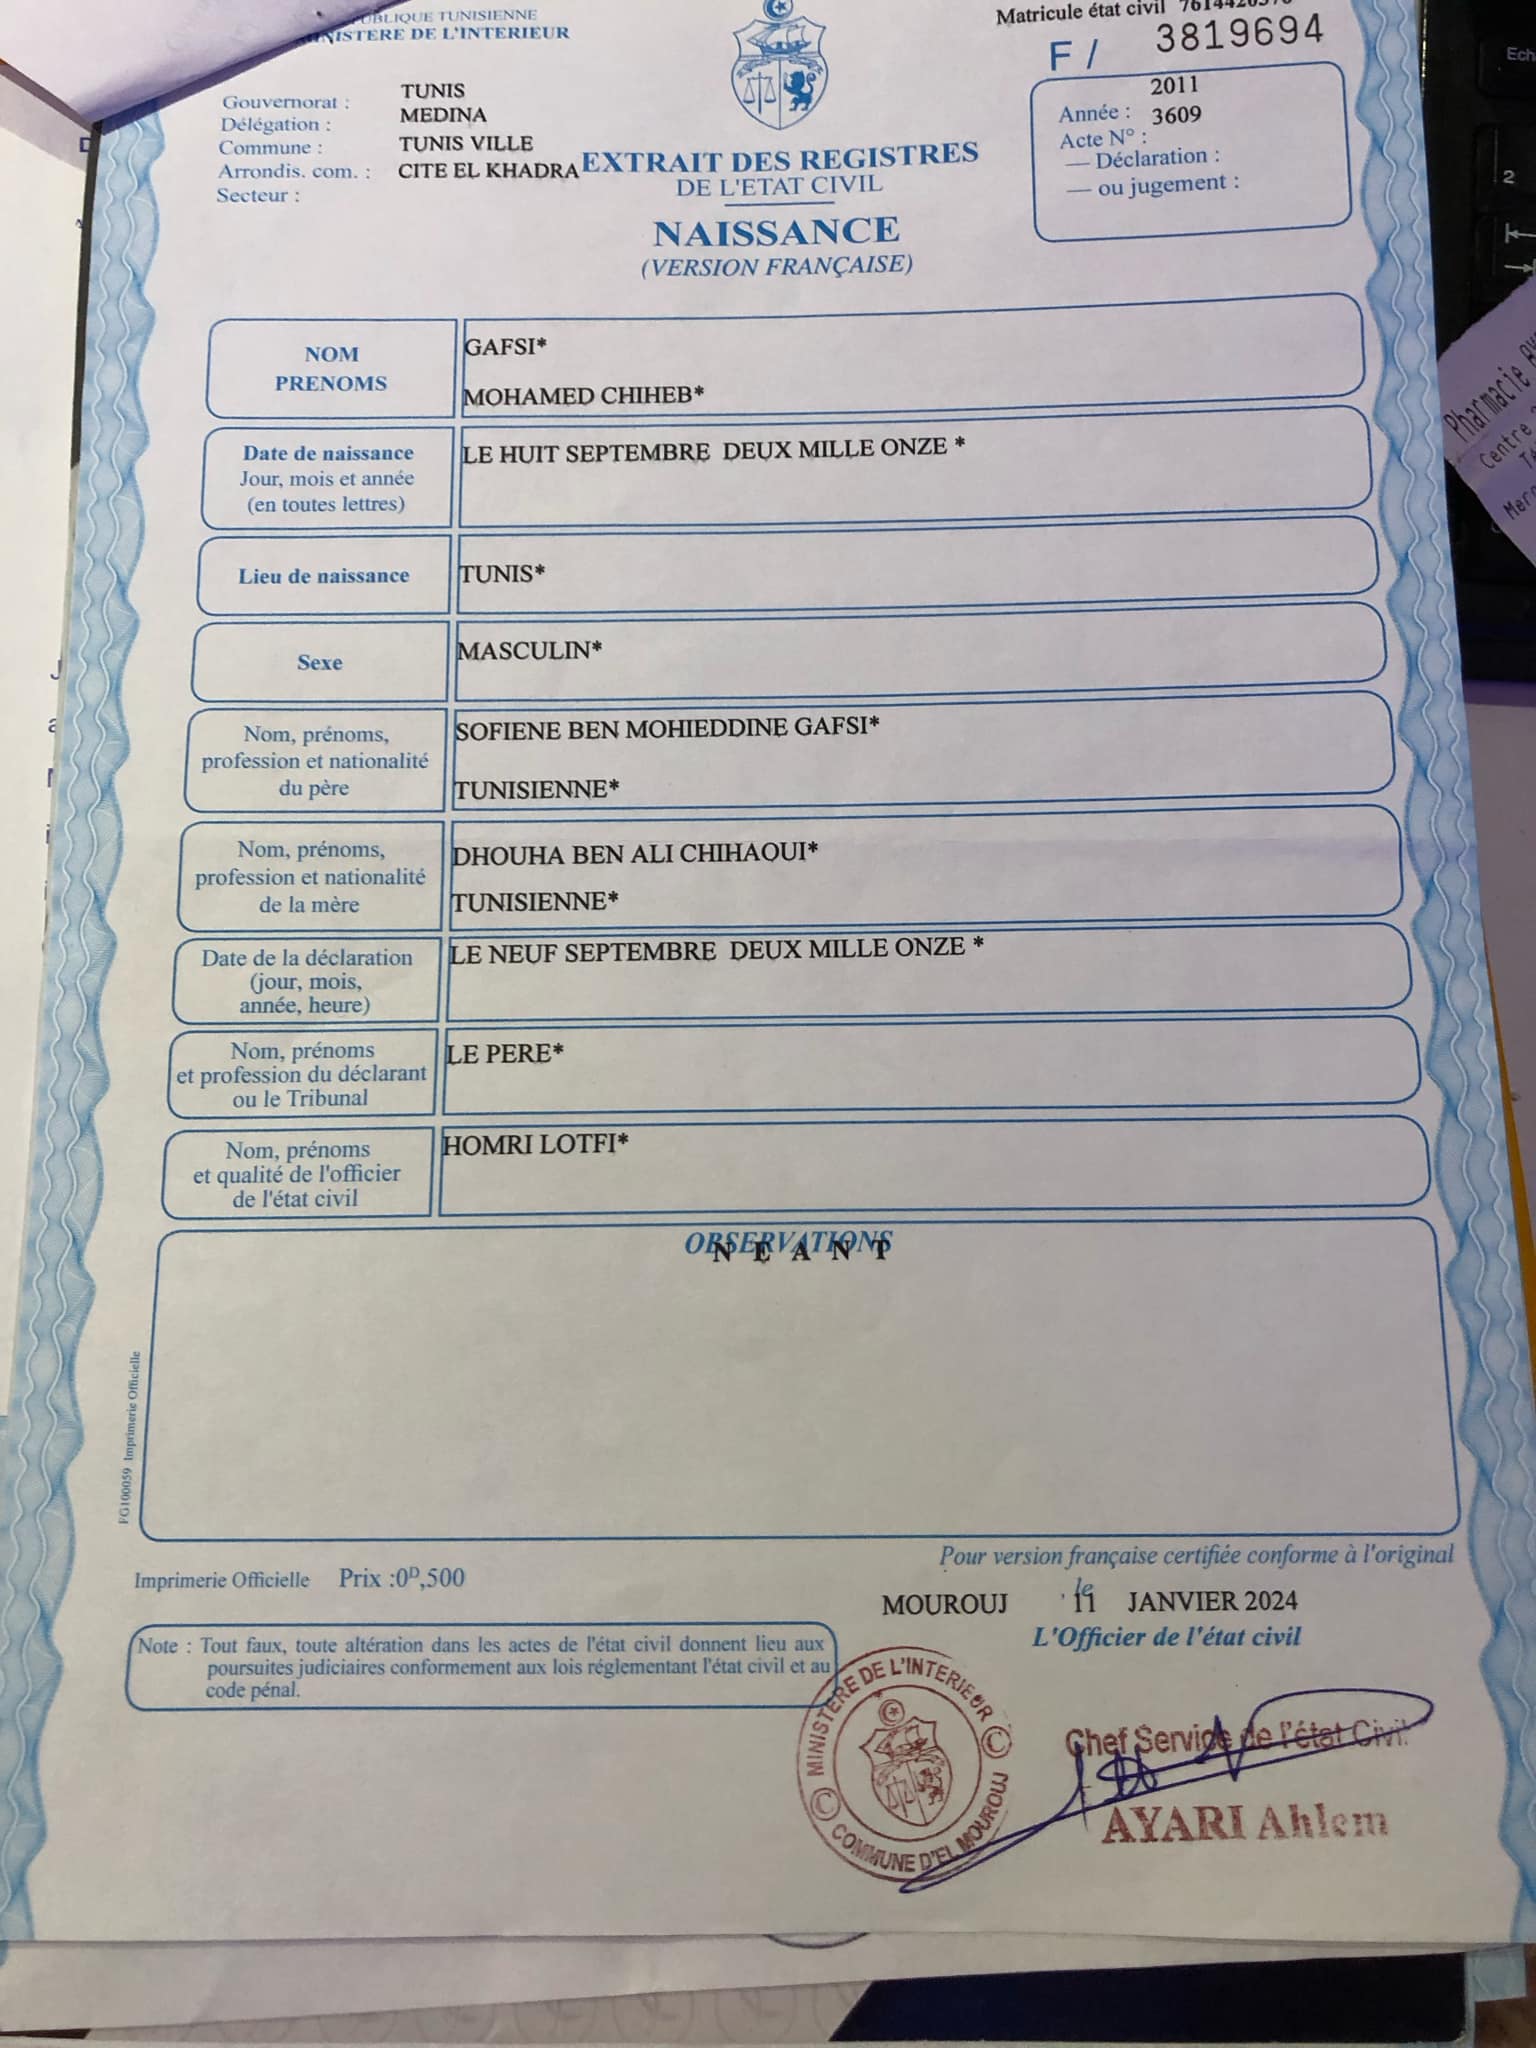 RÉPUBLIQUE TUNISIENNE
MINISTERE DE L'INTERIEUR
Matricule état civil
F / 3819694
Gouvernorat : TUNIS
Délégation : MEDINA
Commune : TUNIS VILLE
Arrondis. com. : CITE EL KHADRA
Secteur :
EXTRAIT DES REGISTRES
DE L'ETAT CIVIL
NAISSANCE
(VERSION FRANÇAISE)
Année : 2011
Acte N° : 3609
— Déclaration :
— ou jugement :
NOM
PRENOMS
GAFSI*
MOHAMED CHIHEB*
Date de naissance
Jour, mois et année
(en toutes lettres)
LE HUIT SEPTEMBRE DEUX MILLE ONZE *
Lieu de naissance
TUNIS*
Sexe
MASCULIN*
Nom, prénoms,
profession et nationalité
du père
SOFIENE BEN MOHIEDDINE GAFSI*
TUNISIENNE*
Nom, prénoms,
profession et nationalité
de la mère
DHOUHA BEN ALI CHIHAOUI*
TUNISIENNE*
Date de la déclaration
(jour, mois,
année, heure)
LE NEUF SEPTEMBRE DEUX MILLE ONZE *
Nom, prénoms
et profession du déclarant
ou le Tribunal
LE PERE*
Nom, prénoms
et qualité de l'officier
de l'état civil
HOMRI LOTFI*
OBSERVATIONS
N E A N T
FG100059 Imprimerie Officielle
Imprimerie Officielle Prix :0ᴰ,500
Pour version française certifiée conforme à l'original
MOUROUJ le 11 JANVIER 2024
L'Officier de l'état civil
Note : Tout faux, toute altération dans les actes de l'état civil donnent lieu aux
poursuites judiciaires conformement aux lois réglementant l'état civil et au
code pénal.
MINISTERE DE L'INTERIEUR
COMMUNE D'EL MOUROUJ
Chef Service de l'état Civil
AYARI Ahlem
Pharmacie
Centre
2